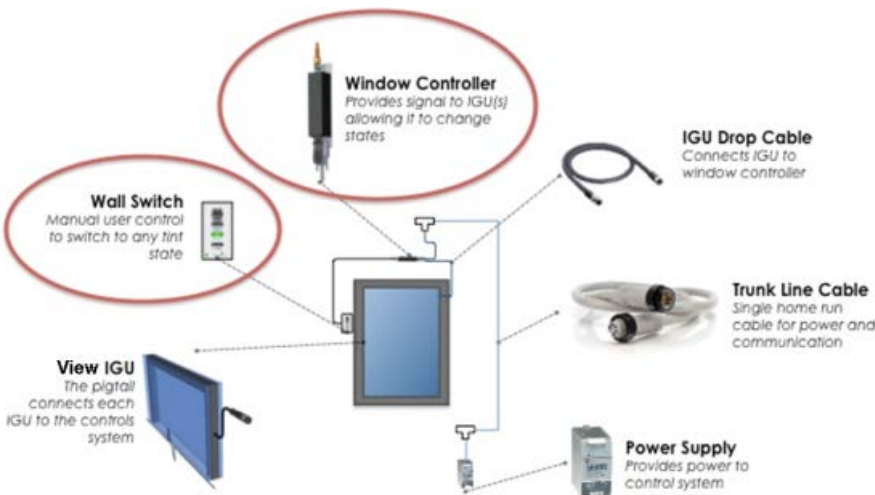 Window Controller
Provides signal to IGU(s)
allowing it to change
states
IGU Drop Cable
Connects IGU to
window controller
Wall Switch
Manual user control
to switch to any tint
state
Trunk Line Cable
Single home run
cable for power and
communication
View IGU
The pigtail
connects each
IGU to the controls
system
Power Supply
Provides power to
control system